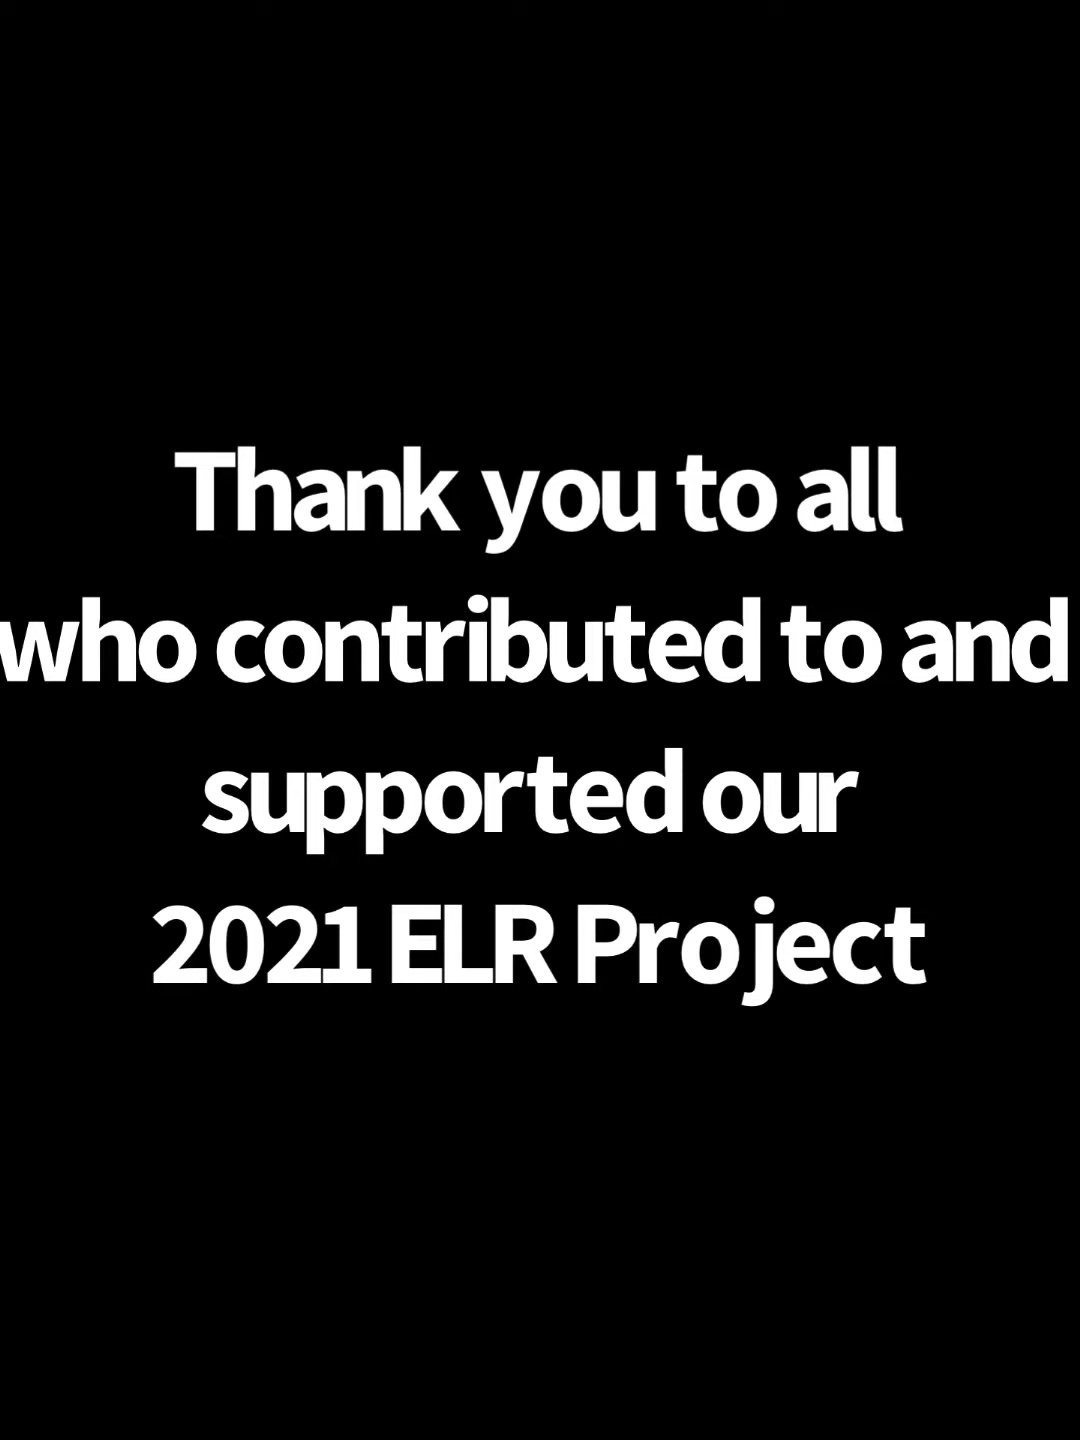 Thank you to all
who contributed to and
supported our
2021 ELR Project